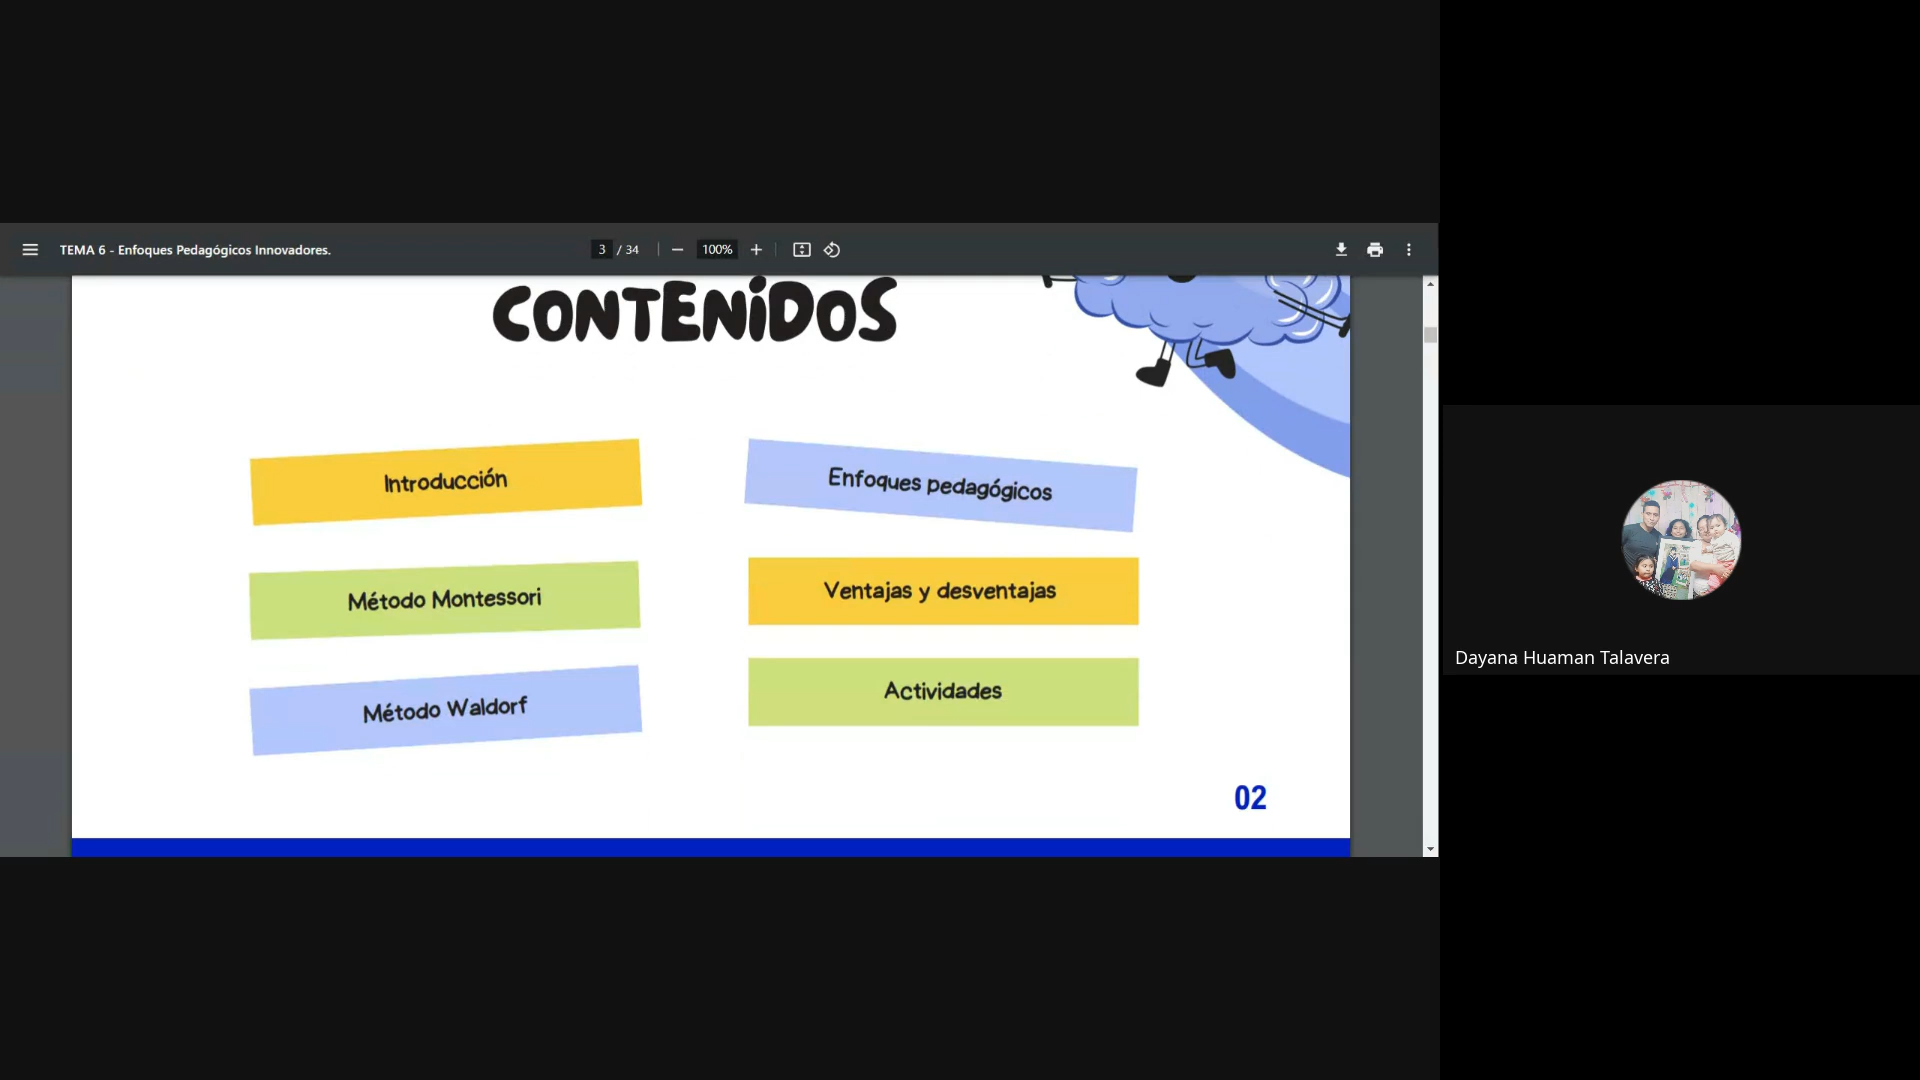 TEMA 6 - Enfoques Pedagógicos Innovadores.
3 / 34
100%
CONTENiDOS
Introducción
Enfoques pedagógicos
Método Montessori
Ventajas y desventajas
Método Waldorf
Actividades
02
Dayana Huaman Talavera